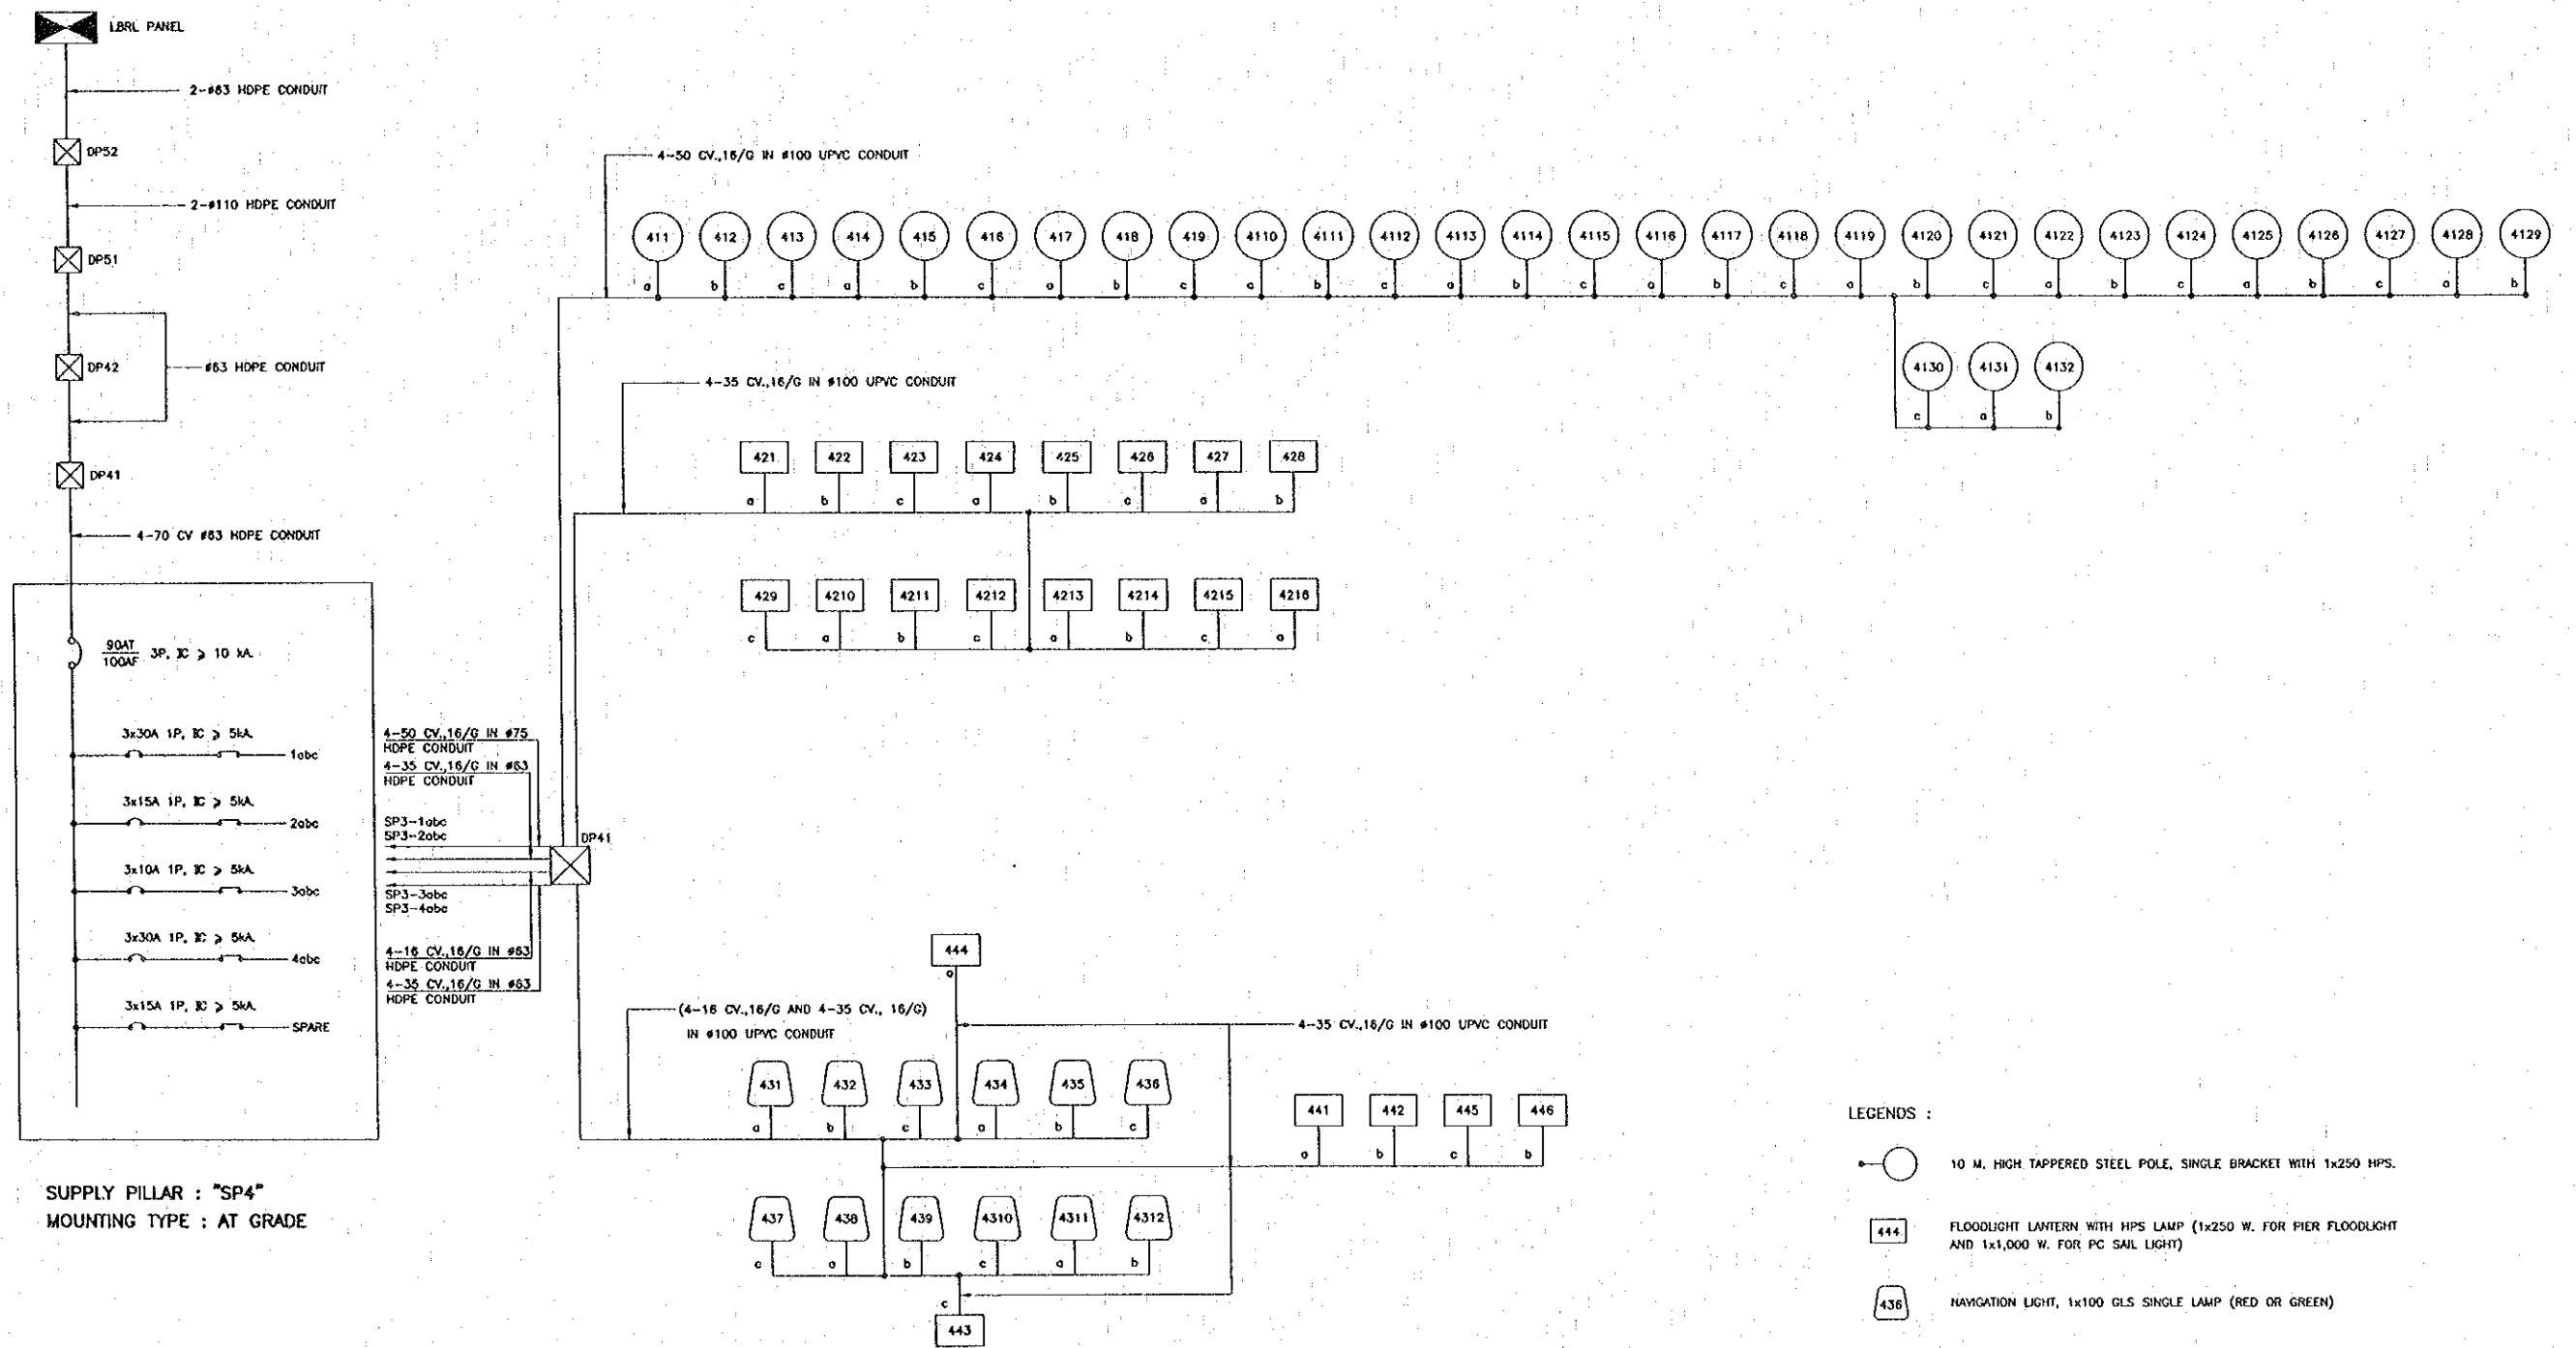 LBRL PANEL
2-ø63 HDPE CONDUIT
DP52
4-50 CV.,16/G IN ø100 UPVC CONDUIT
2-ø110 HDPE CONDUIT
411 412 413 414 415 416 417 418 419 4110 4111 4112 4113 4114 4115 4116 4117 4118 4119 4120 4121 4122 4123 4124 4125 4126 4127 4128 4129
DP51
a b c a b c a b c a b c a b c a b c a b c a b c a b c a b
DP42
ø63 HDPE CONDUIT
4130 4131 4132
c a b
4-35 CV.,16/G IN ø100 UPVC CONDUIT
421 422 423 424 425 426 427 428
a b c a b c a b
DP41
4-70 CV ø63 HDPE CONDUIT
429 4210 4211 4212 4213 4214 4215 4216
c a b c a b c a
90AT
100AF
3P, IC ⩾ 10 kA.
3x30A 1P, IC ⩾ 5kA.
1abc
3x15A 1P, IC ⩾ 5kA.
2abc
3x10A 1P, IC ⩾ 5kA.
3abc
3x30A 1P, IC ⩾ 5kA.
4abc
3x15A 1P, IC ⩾ 5kA.
SPARE
4-50 CV.,16/G IN ø75
HDPE CONDUIT
4-35 CV.,16/G IN ø63
HDPE CONDUIT
SP3-1abc
SP3-2abc
DP41
SP3-3abc
SP3-4abc
4-16 CV.,16/G IN ø63
HDPE CONDUIT
4-35 CV.,16/G IN ø63
HDPE CONDUIT
444
a
(4-16 CV.,16/G AND 4-35 CV., 16/G)
IN ø100 UPVC CONDUIT
4-35 CV.,16/G IN ø100 UPVC CONDUIT
431 432 433 434 435 436
a b c a b c
441 442 445 446
a b c b
437 438 439 4310 4311 4312
c a b c a b
c
443
SUPPLY PILLAR : "SP4"
MOUNTING TYPE : AT GRADE
LEGENDS :
10 M. HIGH TAPPERED STEEL POLE, SINGLE BRACKET WITH 1x250 HPS.
444
FLOODLIGHT LANTERN WITH HPS LAMP (1x250 W. FOR PIER FLOODLIGHT
AND 1x1,000 W. FOR PC SAIL LIGHT)
436
NAVIGATION LIGHT, 1x100 GLS SINGLE LAMP (RED OR GREEN)